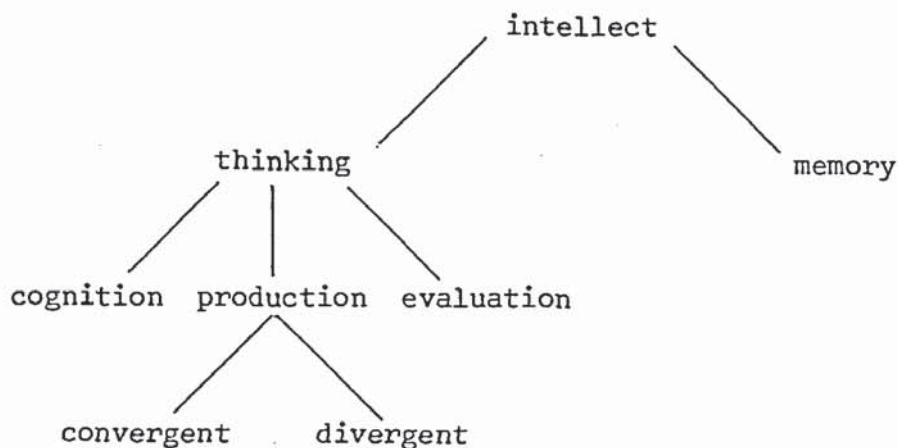 intellect
thinking memory
cognition production evaluation
convergent divergent